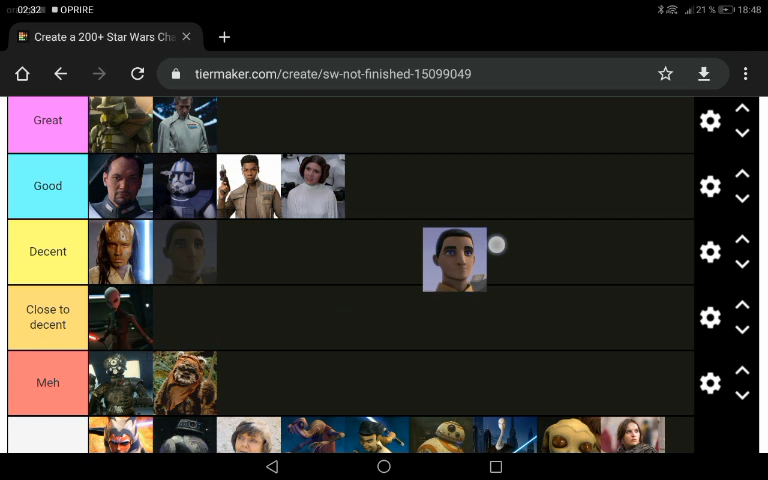 02:32 OPRIRE
21 % 18:48
Create a 200+ Star Wars Cha
tiermaker.com/create/sw-not-finished-15099049
Great
Good
Decent
Close to
decent
Meh